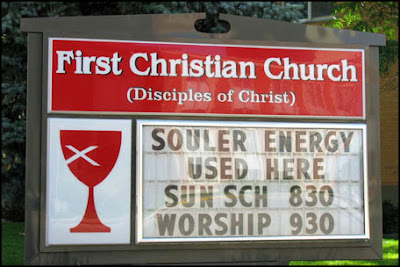 First Christian Church
(Disciples of Christ)
SOULER ENERGY
USED HERE
SUN SCH 830
WORSHIP 930